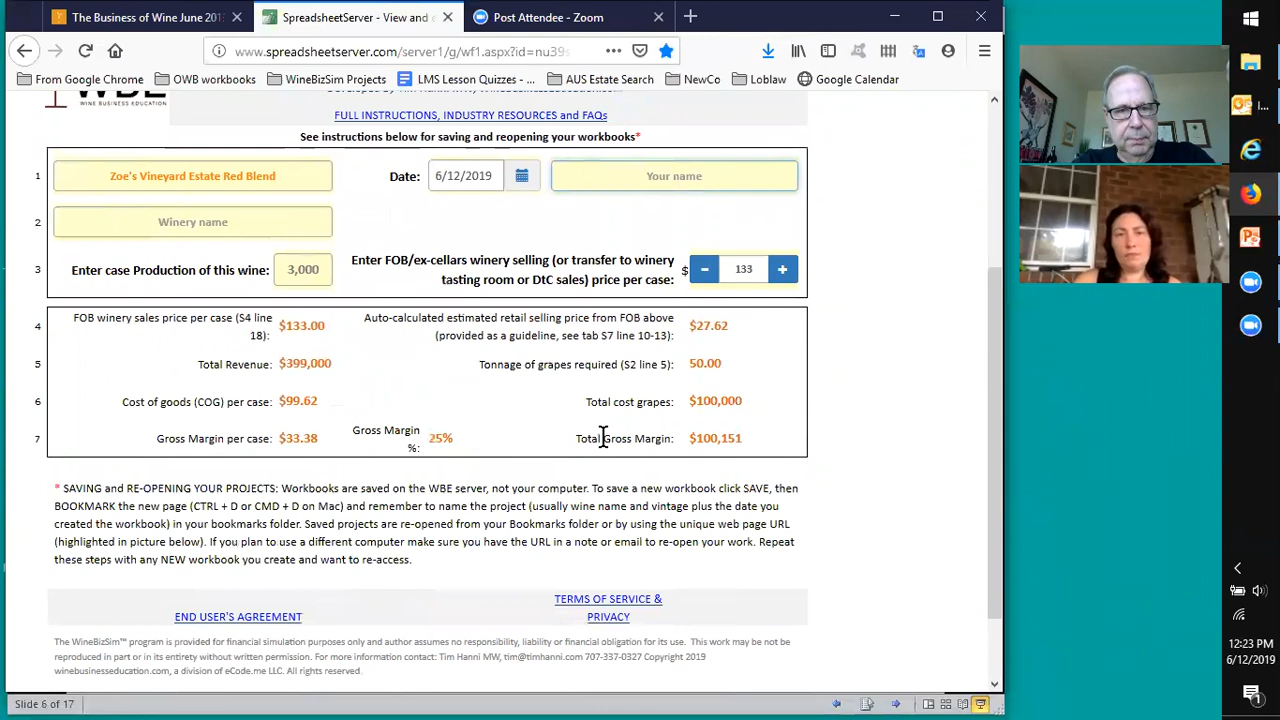 The Business of Wine June 201
SpreadsheetServer - View and e
Post Attendee - Zoom
www.spreadsheetserver.com/server1/g/wf1.aspx?id=nu39s
From Google Chrome
OWB workbooks
WineBizSim Projects
LMS Lesson Quizzes - ...
AUS Estate Search
NewCo
Loblaw
Google Calendar
WBE
WINE BUSINESS EDUCATION
FULL INSTRUCTIONS, INDUSTRY RESOURCES and FAQs
See instructions below for saving and reopening your workbooks*
1 Zoe's Vineyard Estate Red Blend Date: 6/12/2019 Your name
2 Winery name
3 Enter case Production of this wine: 3,000 Enter FOB/ex-cellars winery selling (or transfer to winery tasting room or DtC sales) price per case: $ - 133 +
4 FOB winery sales price per case (S4 line 18): $133.00 Auto-calculated estimated retail selling price from FOB above (provided as a guideline, see tab S7 line 10-13): $27.62
5 Total Revenue: $399,000 Tonnage of grapes required (S2 line 5): 50.00
6 Cost of goods (COG) per case: $99.62 Total cost grapes: $100,000
7 Gross Margin per case: $33.38 Gross Margin %: 25% Total Gross Margin: $100,151
* SAVING and RE-OPENING YOUR PROJECTS: Workbooks are saved on the WBE server, not your computer. To save a new workbook click SAVE, then
BOOKMARK the new page (CTRL + D or CMD + D on Mac) and remember to name the project (usually wine name and vintage plus the date you
created the workbook) in your bookmarks folder. Saved projects are re-opened from your Bookmarks folder or by using the unique web page URL
(highlighted in picture below). If you plan to use a different computer make sure you have the URL in a note or email to re-open your work. Repeat
these steps with any NEW workbook you create and want to re-access.
END USER'S AGREEMENT
TERMS OF SERVICE &
PRIVACY
The WineBizSim™ program is provided for financial simulation purposes only and author assumes no responsibility, liability or financial obligation for its use. This work may not be
reproduced in part or in its entirety without written permission. For more information contact: Tim Hanni MW, tim@timhanni.com 707-337-0327 Copyright 2019
winebusinesseducation.com, a division of eCode.me LLC. All rights reserved.
Slide 6 of 17
I...
12:23 PM
6/12/2019
1